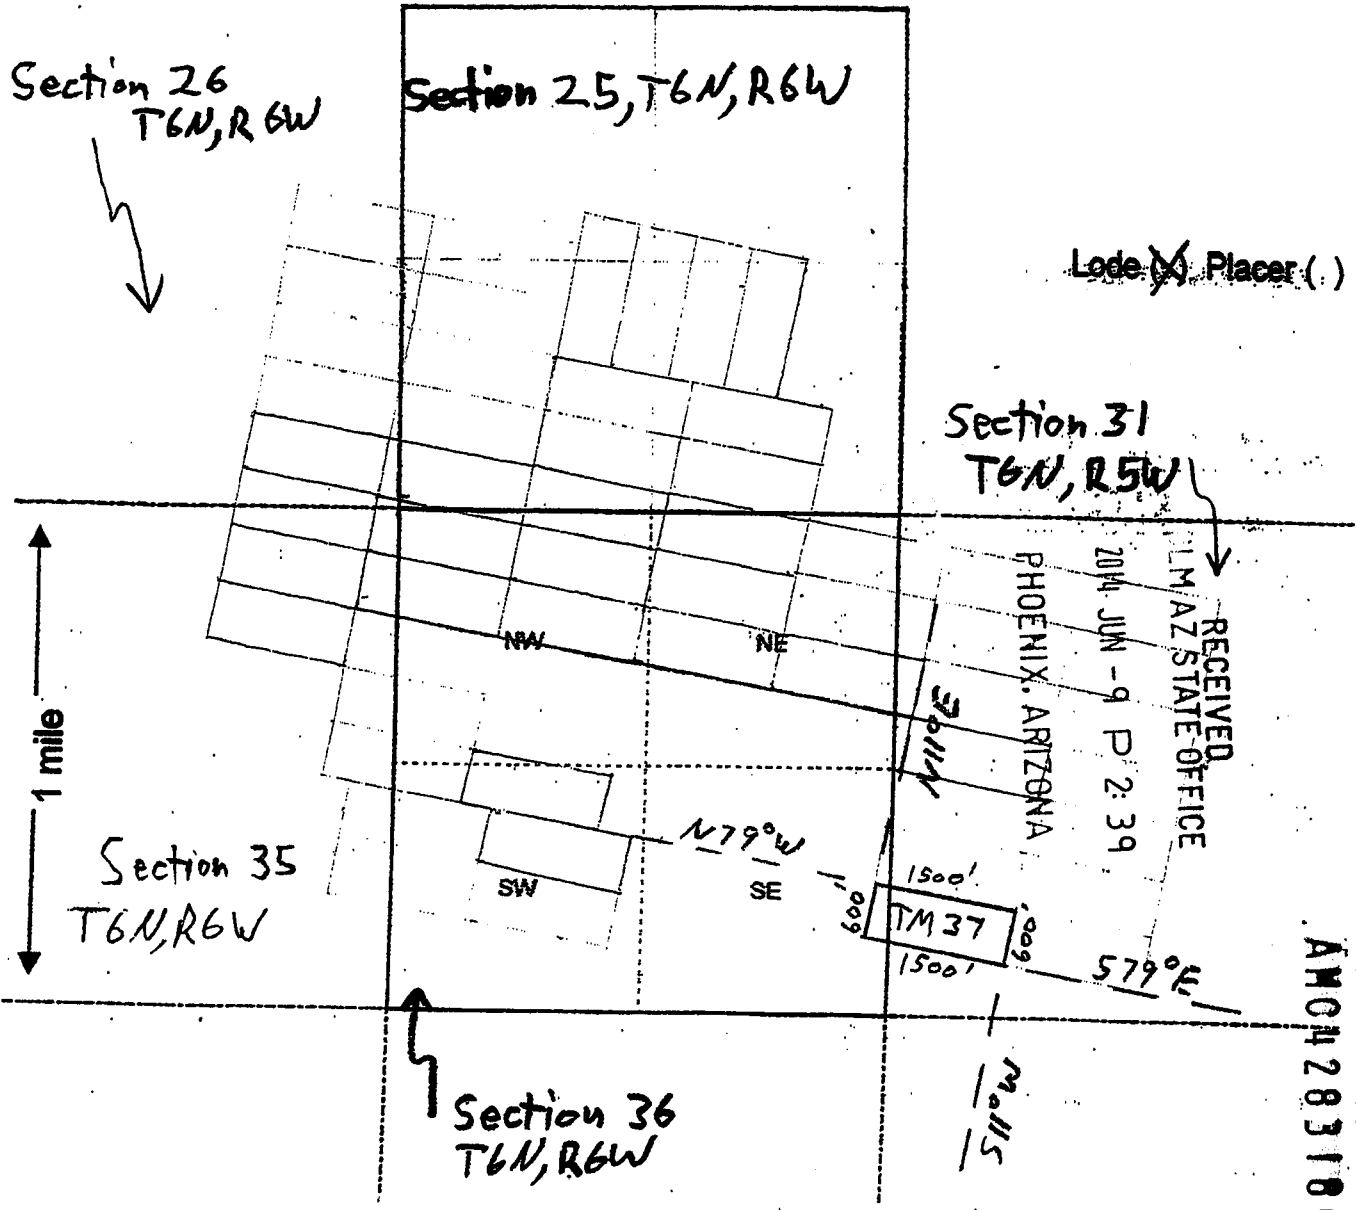 Section 26
T6N, R6W
Section 25, T6N, R6W
Lode (X) Placer ( )
Section 31
T6N, R5W
RECEIVED
LM AZ STATE OFFICE
2014 JUN -9 P 2:39
PHOENIX, ARIZONA
NW
NE
N11°E
1 mile
Section 35
T6N, R6W
N79°W
SW
SE
1500'
600'
TM 37
600'
1500'
S79°E
S11°W
Section 36
T6N, R6W
AMC428318